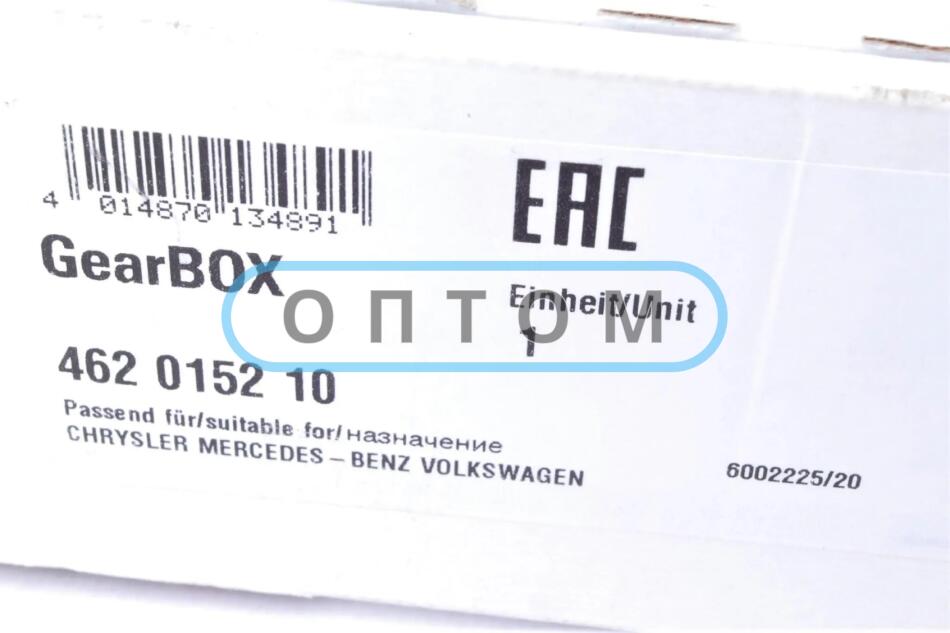 4 014870 134891
EAC
GearBOX
Einheit/Unit
1
ОПТОМ
462 0152 10
Passend für/suitable for/назначение
CHRYSLER MERCEDES – BENZ VOLKSWAGEN
6002225/20